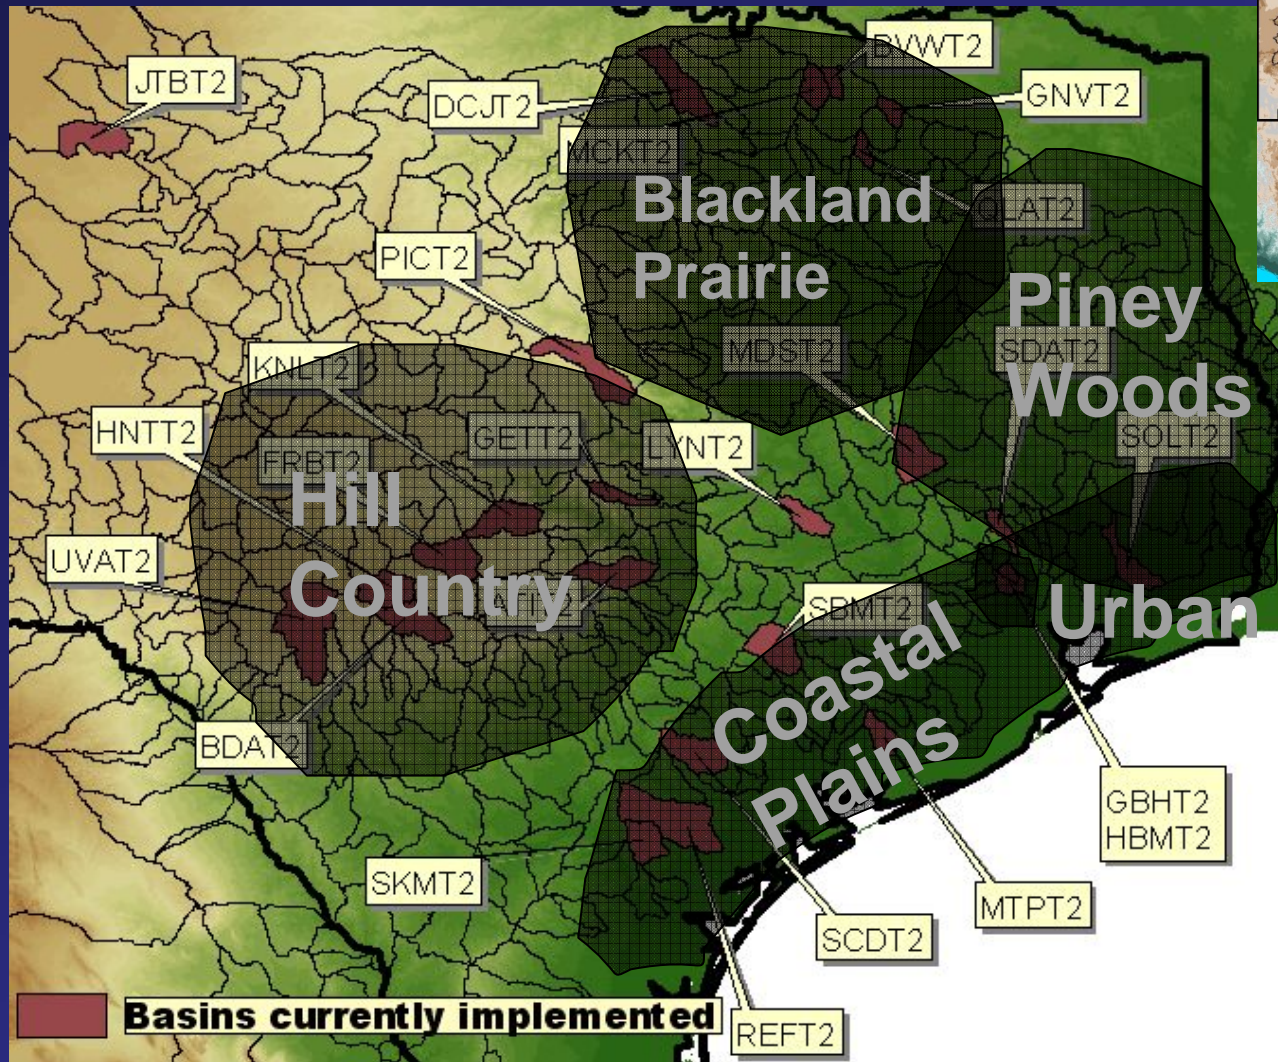 BVWT2
JTBT2
DCJT2
GNVT2
MCKT2
Blackland
Prairie
QLAT2
PICT2
Piney
Woods
MDST2
SDAT2
KNLT2
HNTT2
GETT2
LYNT2
SOLT2
FRBT2
Hill
Country
UVAT2
SBMT2
Urban
Coastal
Plains
BDAT2
GBHT2
HBMT2
SKMT2
MTPT2
SCDT2
Basins currently implemented
REFT2